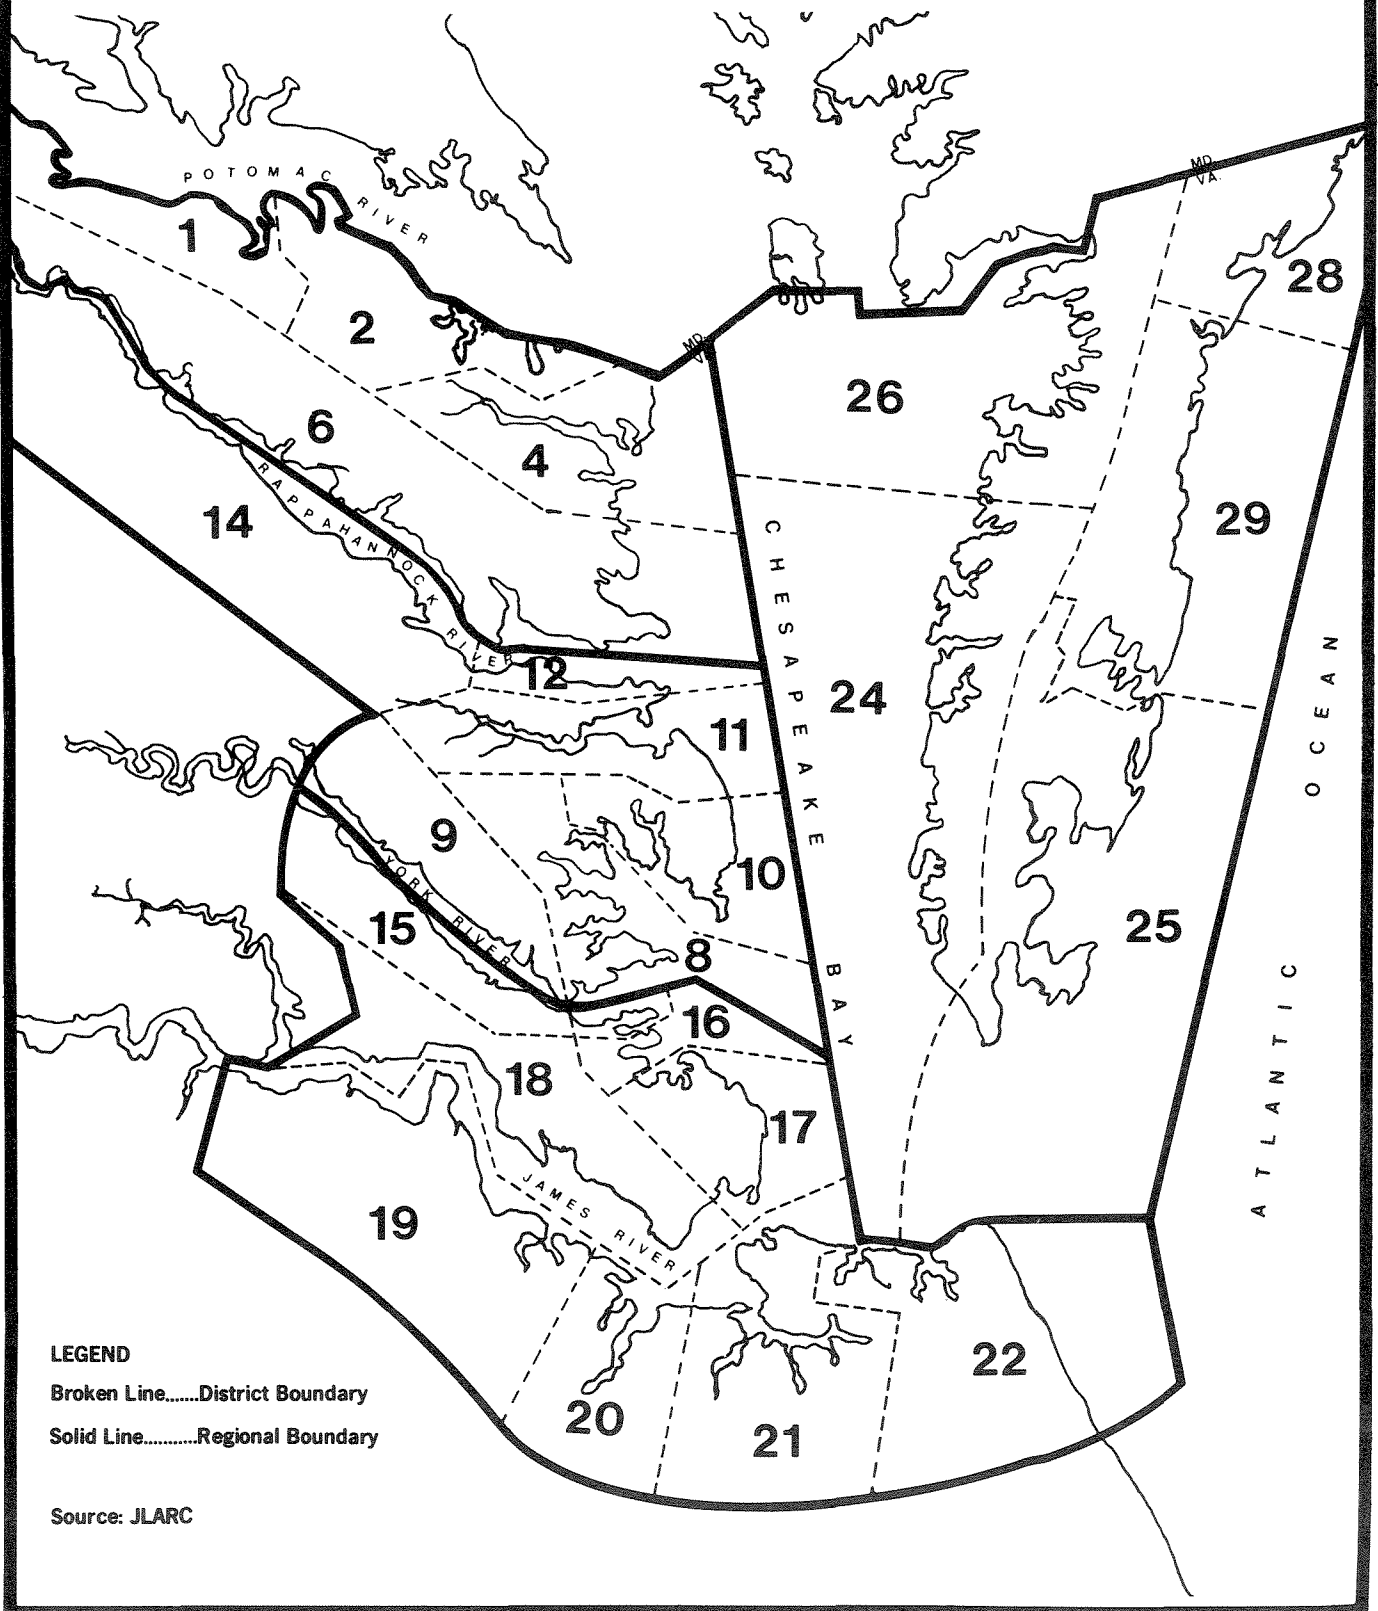 POTOMAC RIVER
MD.
VA.
1
28
2
MD.
26
6
4
RAPPAHANNOCK RIVER
14
29
CHESAPEAKE BAY
12
24
11
ATLANTIC OCEAN
9
10
YORK RIVER
15
8
25
16
18
17
JAMES RIVER
19
22
20
21
LEGEND
Broken Line.......District Boundary
Solid Line...........Regional Boundary
Source: JLARC